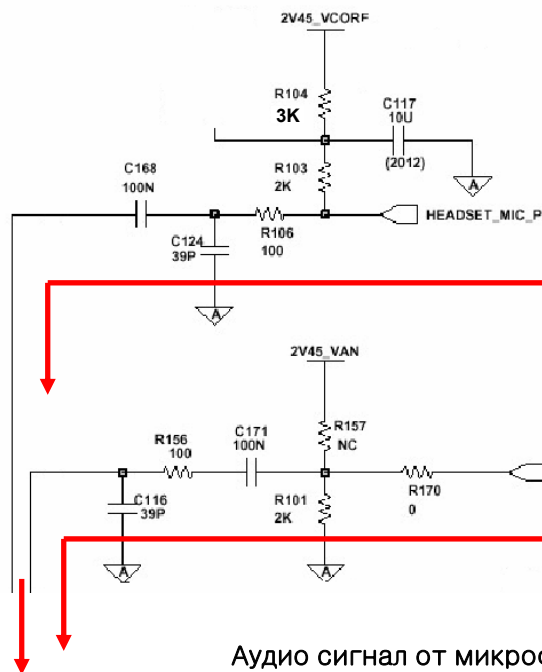 2V45_VCORE
R104
3K
C117
10U
(2012)
A
C168
100N
R103
2K
HEADSET_MIC_P
C124
39P
R106
100
A
2V45_VAN
R157
NC
C171
100N
R156
100
C116
39P
R101
2K
R170
0
A
A
Аудио сигнал от микроф